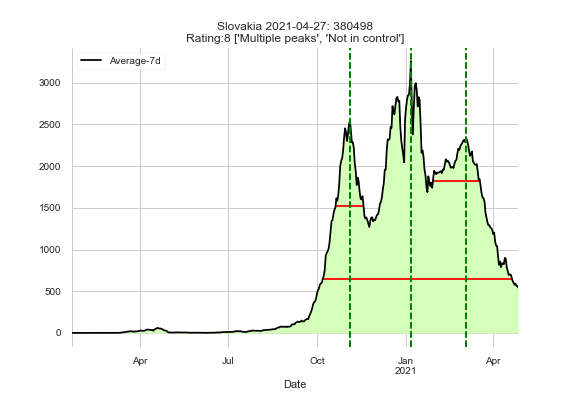 Slovakia 2021-04-27: 380498
Rating:8 ['Multiple peaks', 'Not in control']
Average-7d
3000
2500
2000
1500
1000
500
0
Apr
Jul
Oct
Jan
2021
Apr
Date